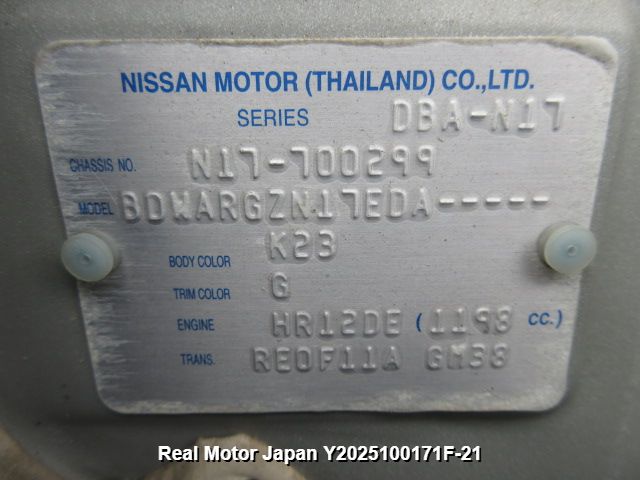 NISSAN MOTOR (THAILAND) CO.,LTD.
SERIES DBA-N17
CHASSIS NO. N17-700299
MODEL BDWARGZN17EDA-----
BODY COLOR K23
TRIM COLOR G
ENGINE HR12DE (1198 cc.)
TRANS. RE0F11A GM38
Real Motor Japan Y2025100171F-21